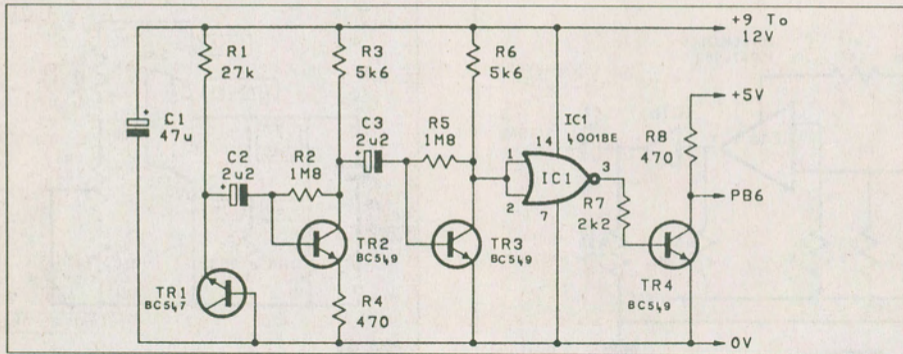 +9 To
12V
R1
27k
R3
5k6
R6
5k6
+5V
C1
47u
+
C2
2u2
+
R2
1M8
C3
2u2
+
R5
1M8
IC1
4001BE
14
1
2
IC1
3
7
R7
2k2
R8
470
PB6
TR1
BC547
TR2
BC549
R4
470
TR3
BC549
TR4
BC549
0V